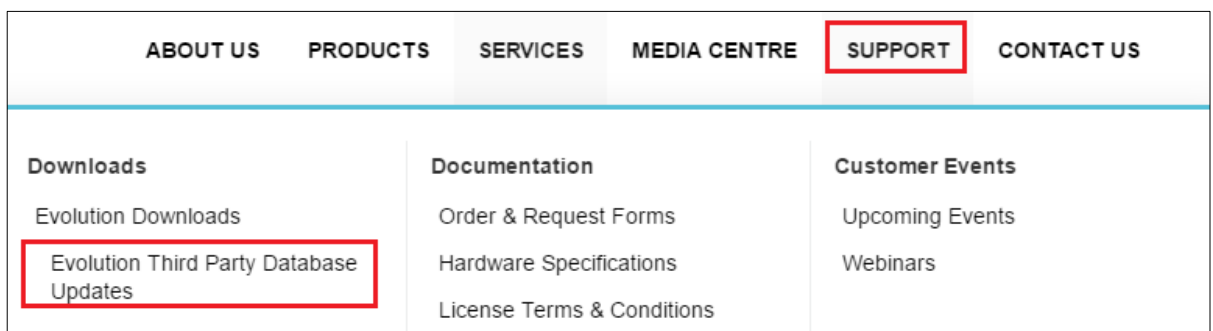 ABOUT US PRODUCTS SERVICES MEDIA CENTRE SUPPORT CONTACT US
Downloads
Evolution Downloads
Evolution Third Party Database
Updates
Documentation
Order & Request Forms
Hardware Specifications
License Terms & Conditions
Customer Events
Upcoming Events
Webinars